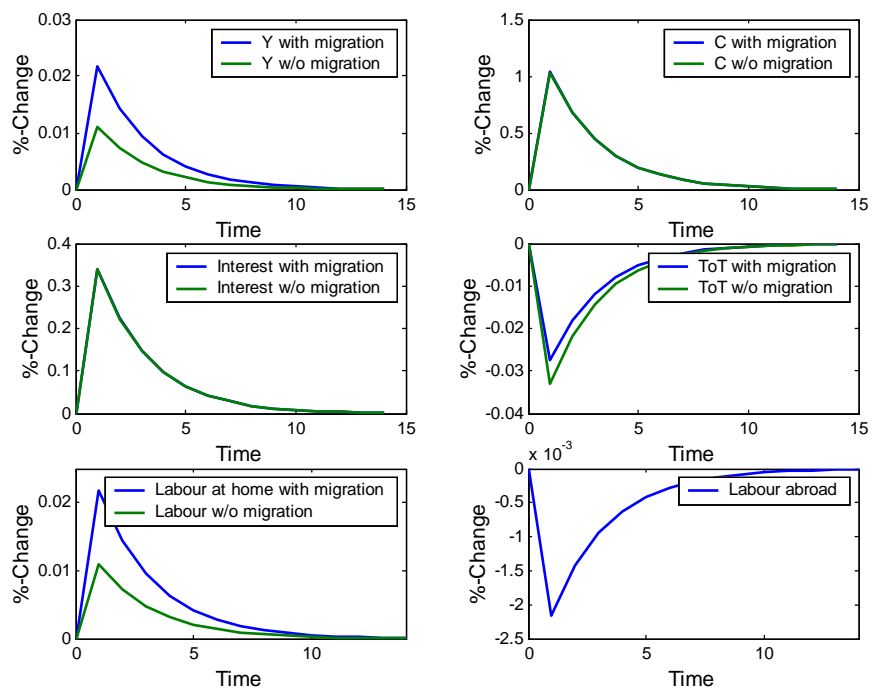 0.03
0.02
0.01
0
%-Change
Y with migration
Y w/o migration
0 5 10 15
Time
1.5
1
0.5
0
%-Change
C with migration
C w/o migration
0 5 10 15
Time
0.4
0.3
0.2
0.1
0
%-Change
Interest with migration
Interest w/o migration
0 5 10 15
Time
0
-0.01
-0.02
-0.03
-0.04
%-Change
ToT with migration
ToT w/o migration
0 5 10 15
Time
0.02
0.01
0
%-Change
Labour at home with migration
Labour w/o migration
0 5 10
Time
x 10-3
0
-0.5
-1
-1.5
-2
-2.5
%-Change
Labour abroad
0 5 10
Time